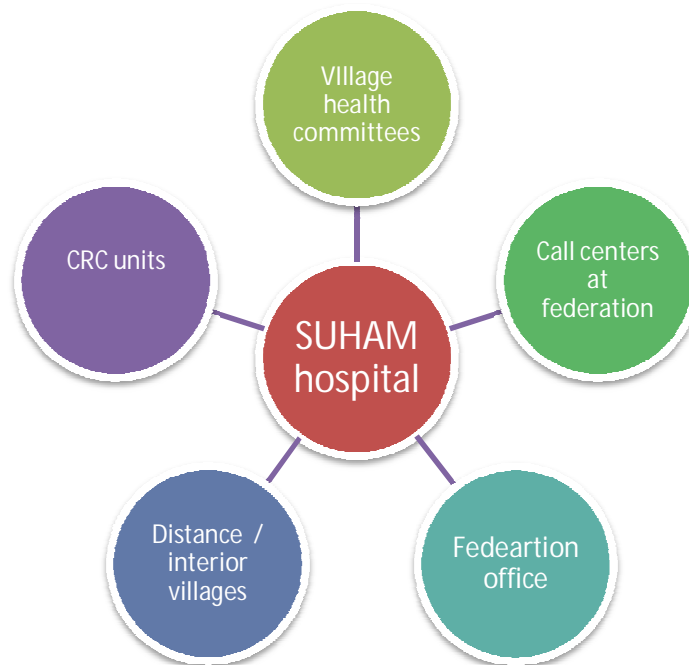 VIllage
health
committees
CRC units
Call centers
at
federation
SUHAM
hospital
Distance /
interior
villages
Fedeartion
office